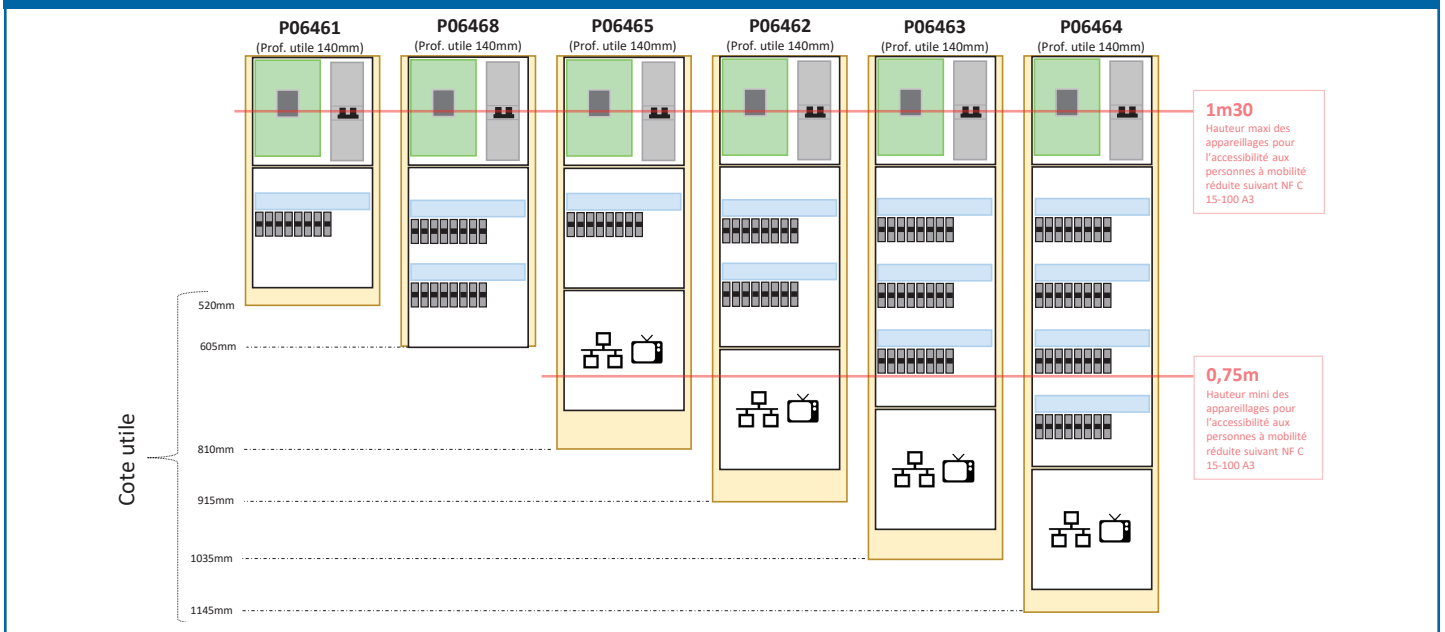 P06461
(Prof. utile 140mm)
P06468
(Prof. utile 140mm)
P06465
(Prof. utile 140mm)
P06462
(Prof. utile 140mm)
P06463
(Prof. utile 140mm)
P06464
(Prof. utile 140mm)
1m30
Hauteur maxi des
appareillages pour
l'accessibilité aux
personnes à mobilité
réduite suivant NF C
15-100 A3
0,75m
Hauteur mini des
appareillages pour
l'accessibilité aux
personnes à mobilité
réduite suivant NF C
15-100 A3
Cote utile
520mm
605mm
810mm
915mm
1035mm
1145mm